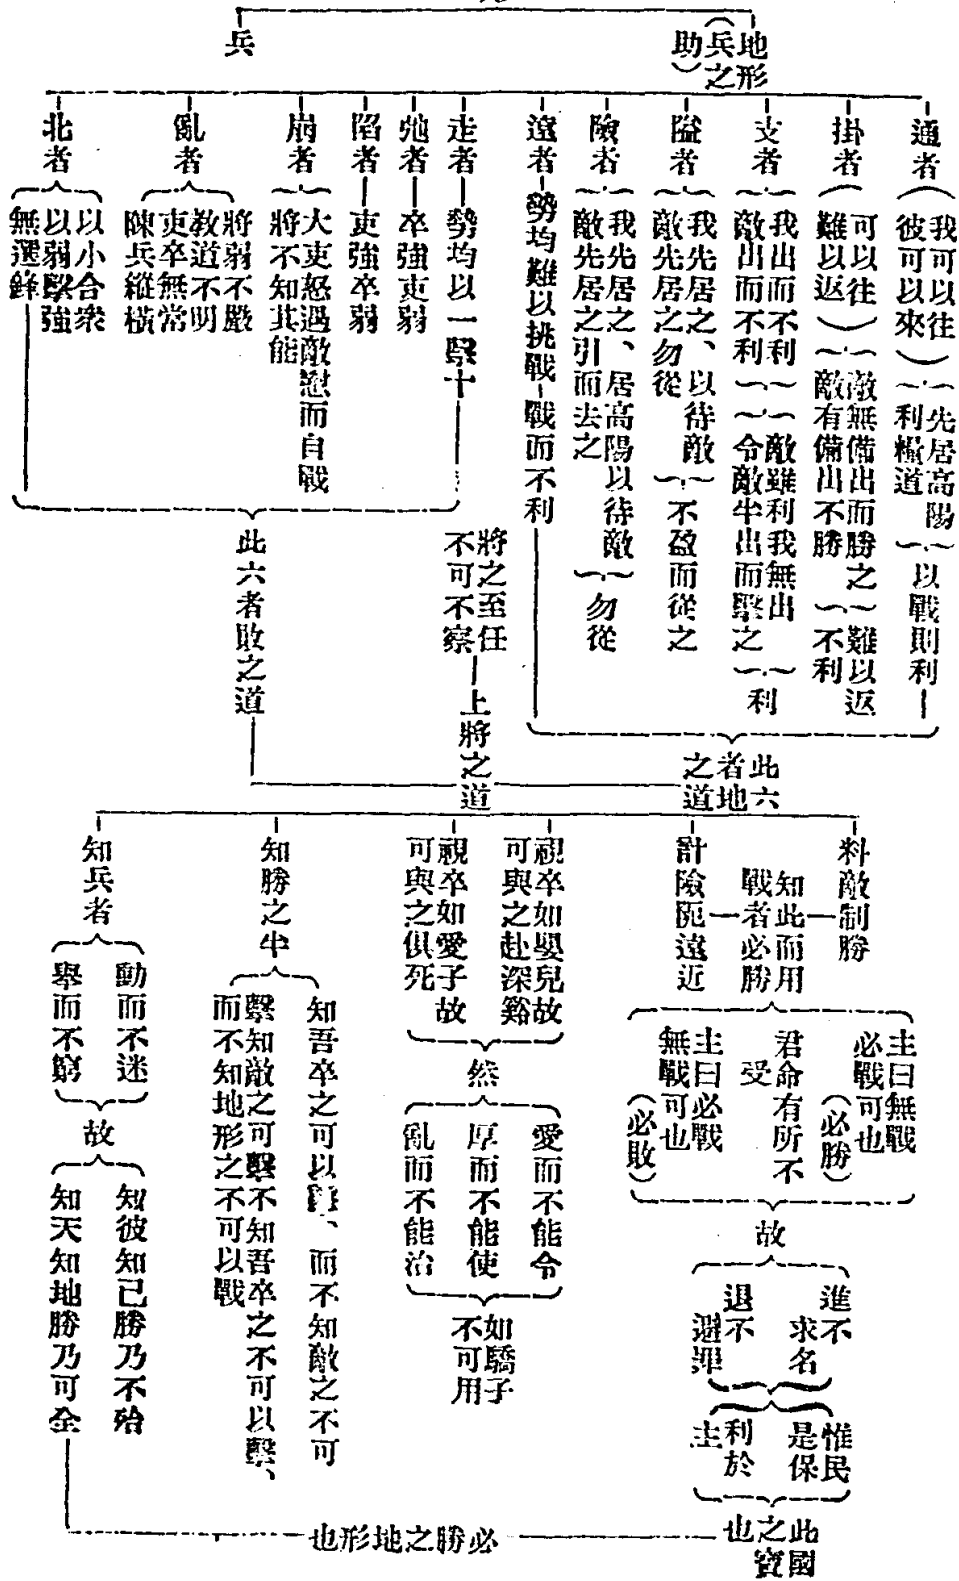 地形
（兵之
助）
兵
通者
（我可以往
彼可以來）
先居高陽
利糧道
以戰則利
掛者
（可以往
難以返）
敵無備出而勝之
敵有備出不勝
難以返
不利
支者
我出而不利
敵出而不利
敵雖利我無出
令敵半出而擊之
利
隘者
我先居之、以待敵
敵先居之勿從
不盈而從之
險者
我先居之、居高陽以待敵
敵先居之引而去之
勿從
遠者
勢均難以挑戰
戰而不利
走者
勢均以一擊十
弛者
卒強吏弱
陷者
吏強卒弱
崩者
大吏怒遇敵懟而自戰
將不知其能
亂者
將弱不嚴
教道不明
吏卒無常
陳兵縱橫
北者
以小合衆
以弱擊強
無選鋒
此六
者地
之道
將之至任
不可不察
上將之道
此六者敗之道
料敵制勝
計險阨遠近
知此而用
戰者必勝
主曰無戰
必戰可也
（必勝）
君命有所不
受
主曰必戰
無戰可也
（必敗）
故
進不
求名
退不
避罪
惟民
是保
利於
主
此國
之寶
也
視卒如嬰兒故
可與之赴深谿
視卒如愛子故
可與之俱死
然
愛而不能令
厚而不能使
亂而不能治
如驕子
不可用
知勝之半
知吾卒之可以擊、而不知敵之不可
擊知敵之可擊不知吾卒之不可以擊、
而不知地形之不可以戰
知兵者
動而不迷
舉而不窮
故
知彼知己勝乃不殆
知天知地勝乃可全
必勝之地形也